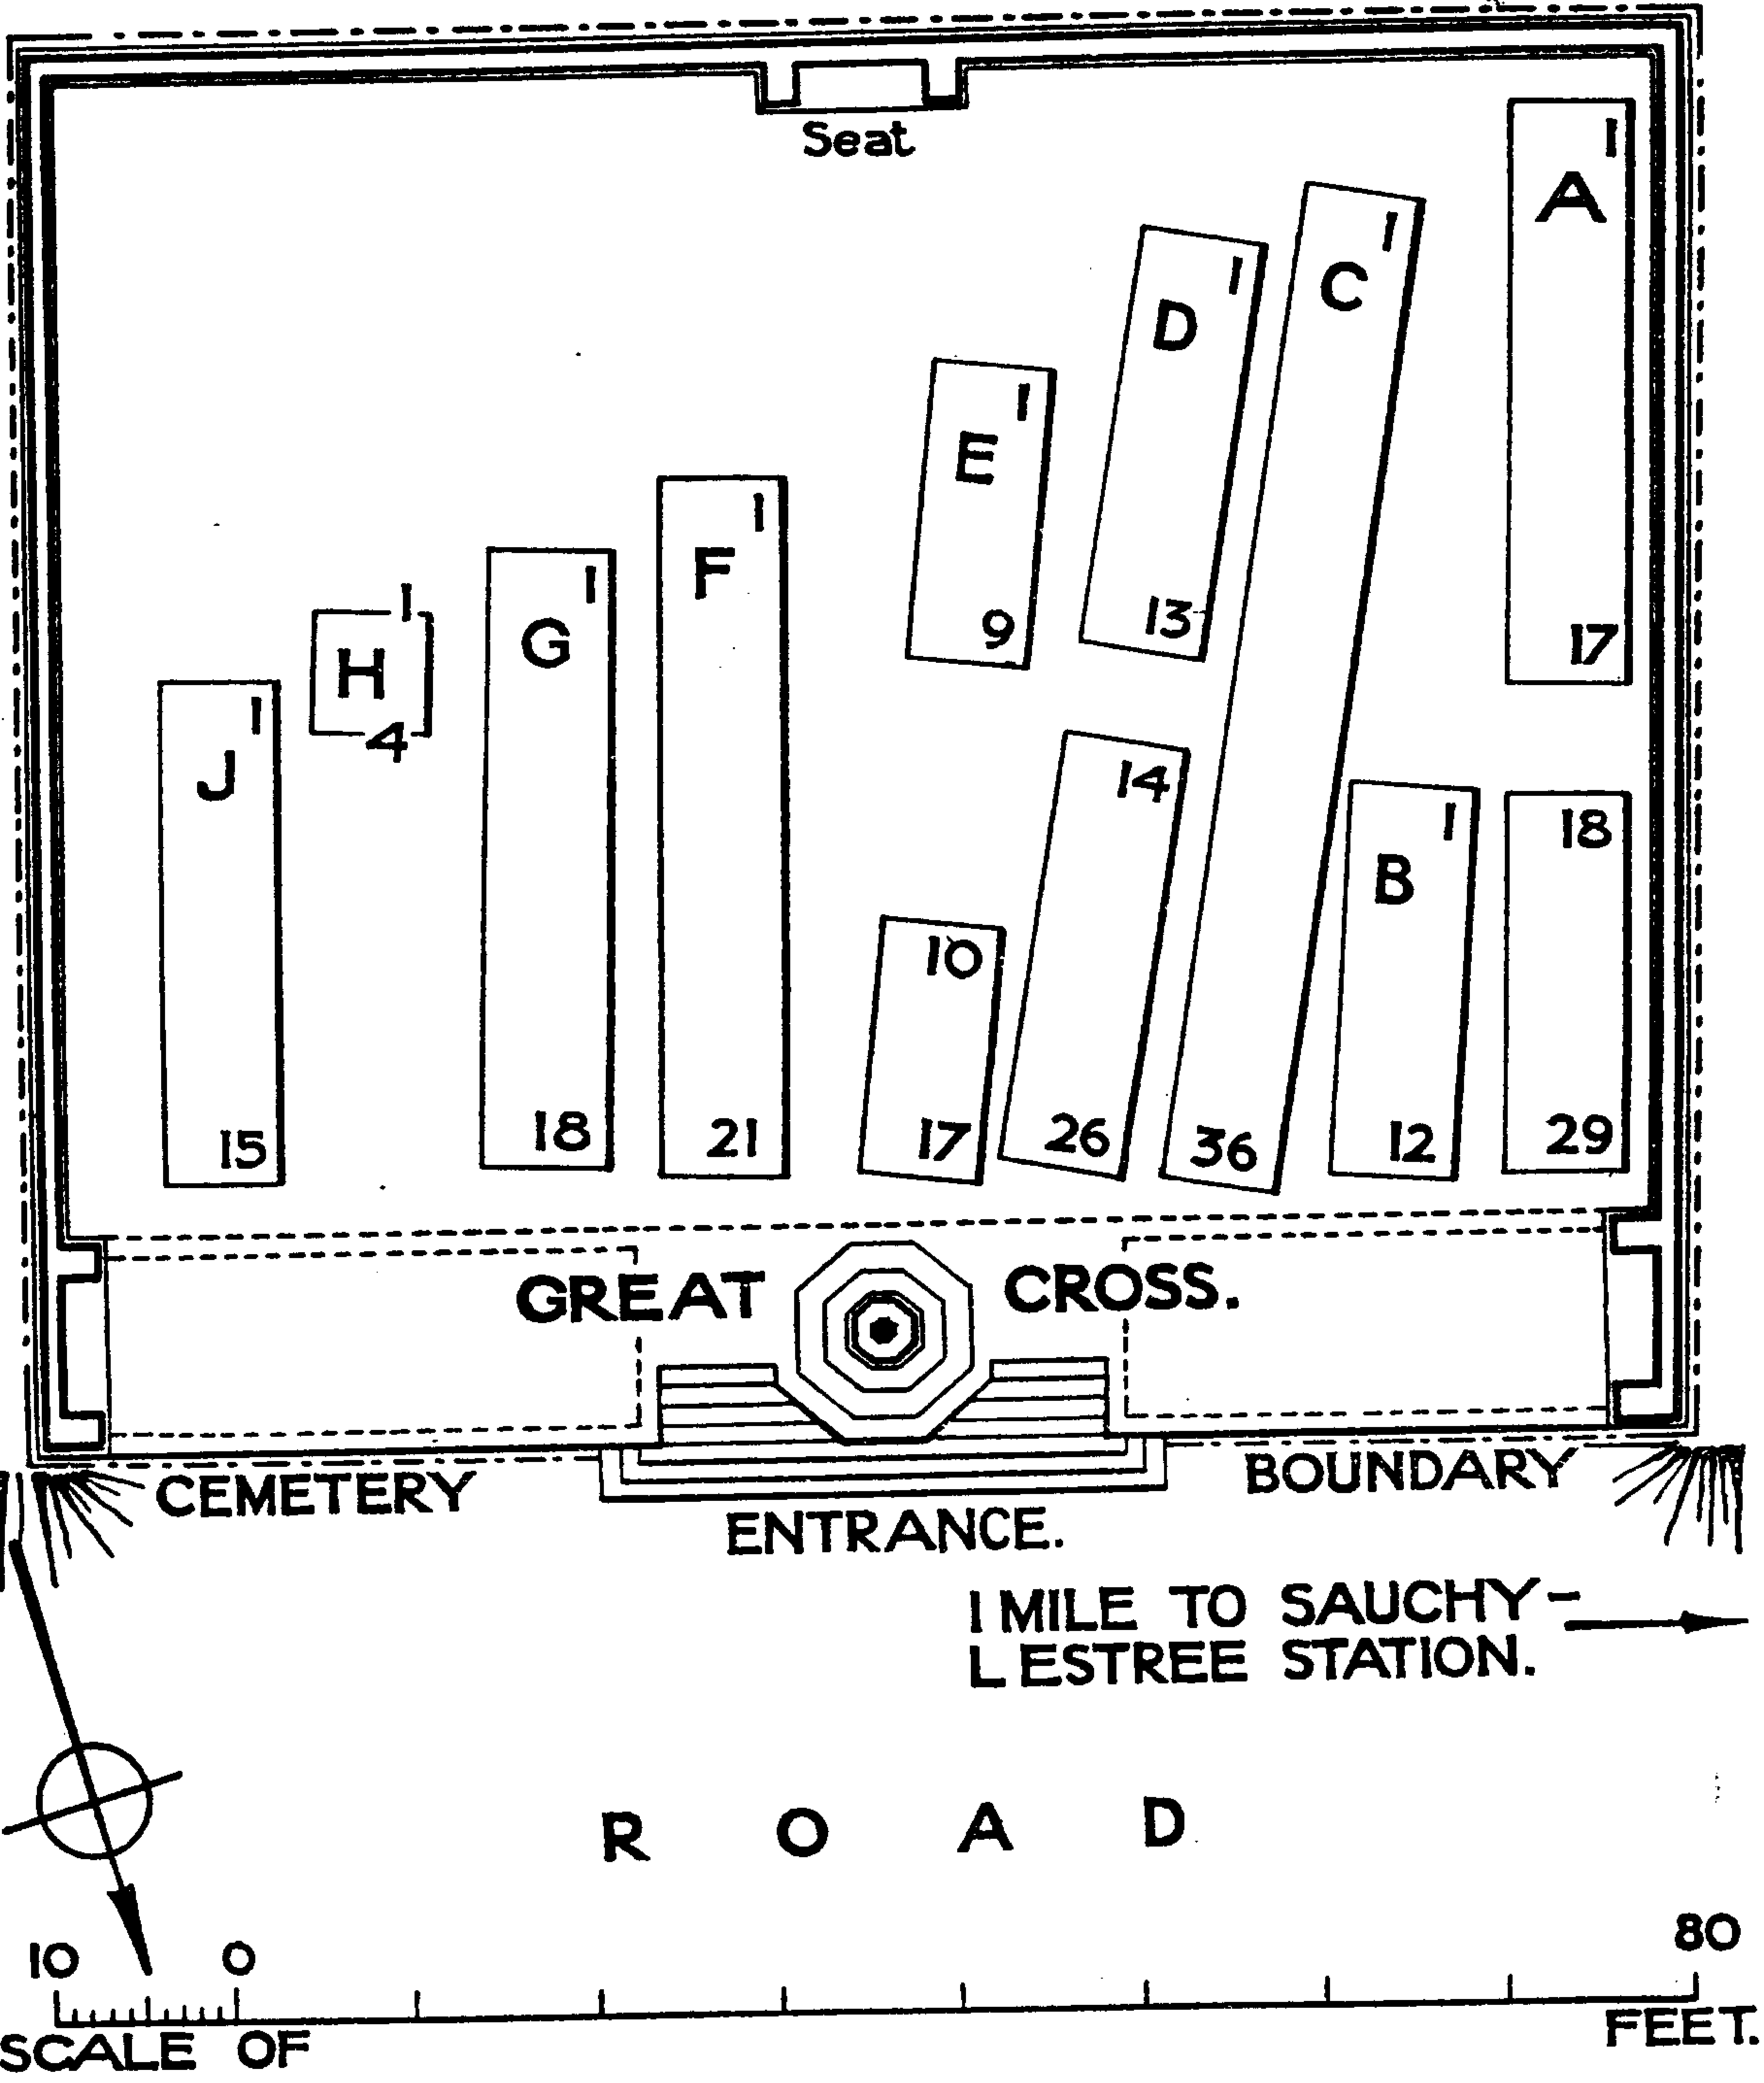 Seat
1
A
1
C
1
D
1
E
1
F
1
G
1
H
4
1
J
9
13
17
14
1
B
18
10
15
18
21
17
26
36
12
29
GREAT CROSS.
CEMETERY BOUNDARY
ENTRANCE.
1 MILE TO SAUCHY-
LESTREE STATION.
ROAD
10 0 80
SCALE OF FEET.